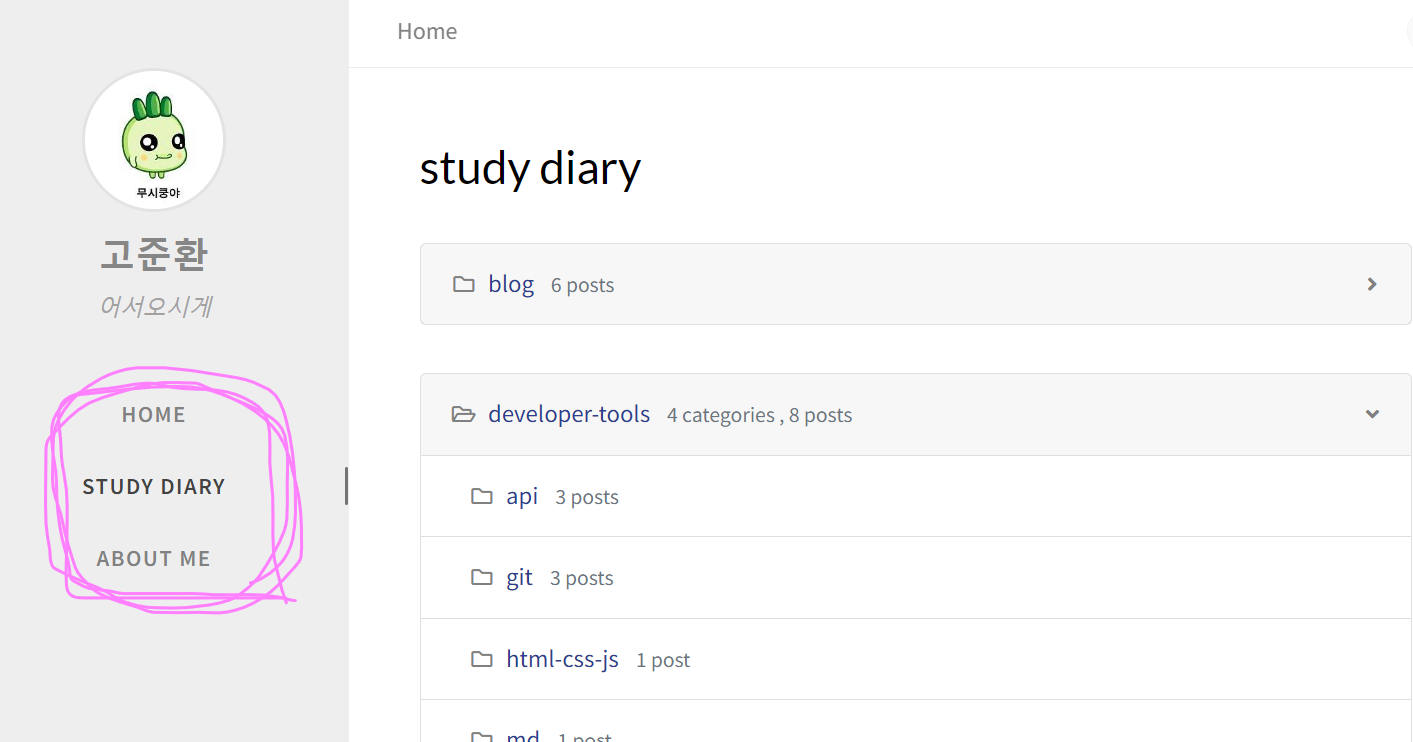 무시쿵야
고준환
어서오시게
HOME
STUDY DIARY
ABOUT ME
Home
study diary
blog 6 posts
developer-tools 4 categories , 8 posts
api 3 posts
git 3 posts
html-css-js 1 post
md 1 post